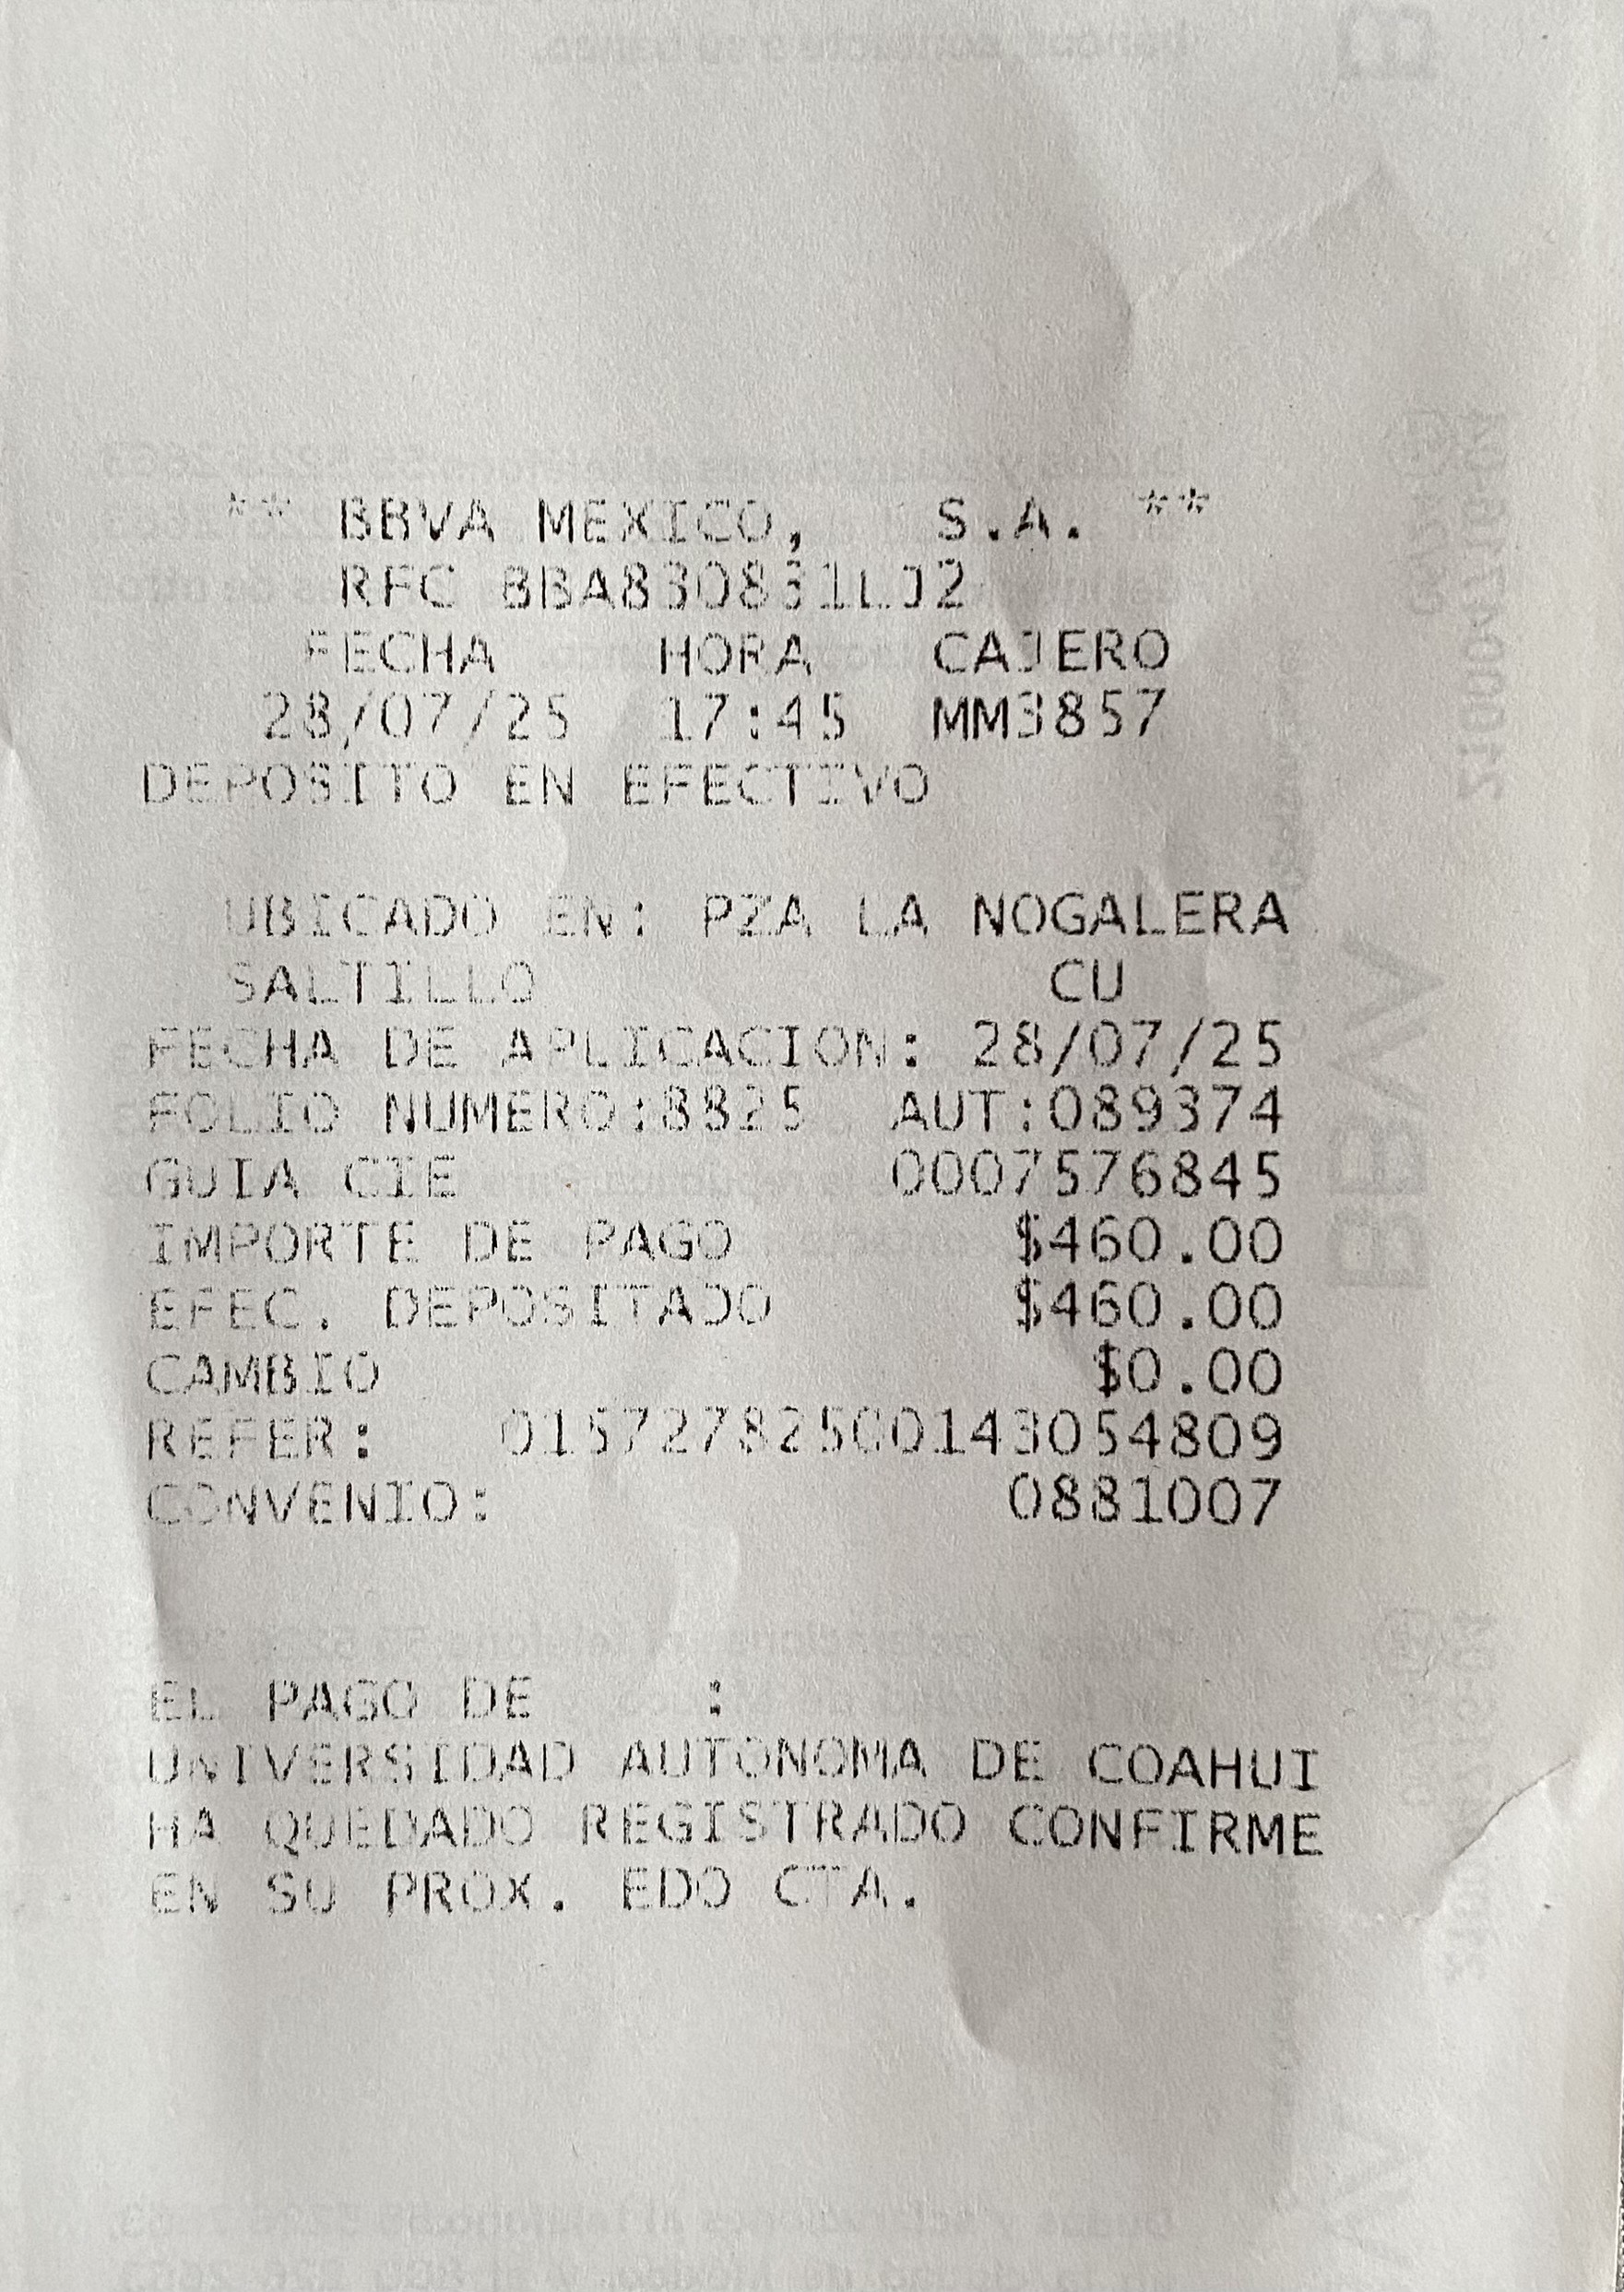 ** BBVA MEXICO, S.A. **
RFC BBA830831LJ2
FECHA HORA CAJERO
28/07/25 17:45 MM3857
DEPOSITO EN EFECTIVO
UBICADO EN: PZA LA NOGALERA
SALTILLO CU
FECHA DE APLICACION: 28/07/25
FOLIO NUMERO:8825 AUT:089374
GUIA CIE 0007576845
IMPORTE DE PAGO $460.00
EFEC. DEPOSITADO $460.00
CAMBIO $0.00
REFER: 01572782500143054809
CONVENIO: 0881007
EL PAGO DE :
UNIVERSIDAD AUTONOMA DE COAHUI
HA QUEDADO REGISTRADO CONFIRME
EN SU PROX. EDO CTA.